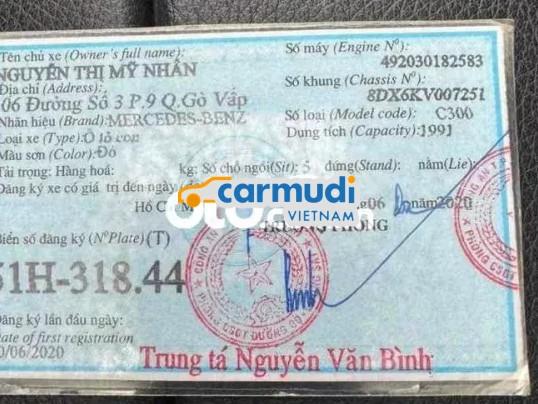 Tên chủ xe (Owner's full name):
NGUYỄN THỊ MỸ NHÂN
Địa chỉ (Address):
06 Đường Số 3 P.9 Q.Gò Vấp
Nhãn hiệu (Brand): MERCEDES-BENZ
Loại xe (Type): Ô tô con
Màu sơn (Color): Đỏ
Số máy (Engine N°):
492030182583
Số khung (Chassis N°):
8DX6KV007251
Số loại (Model code): C300
Dung tích (Capacity): 1991
Tải trọng: Hàng hoá: kg: Số chỗ ngồi(Sit): 5 đứng(Stand): nằm(Lie):
Đăng ký xe có giá trị đến ngày
carmudi
VIETNAM
06 năm 2020
TRƯỞNG PHÒNG
Biển số đăng ký (N°Plate) (T)
51H-318.44
Đăng ký lần đầu ngày:
Date of first registration
0/06/2020
Trung tá Nguyễn Văn Bình